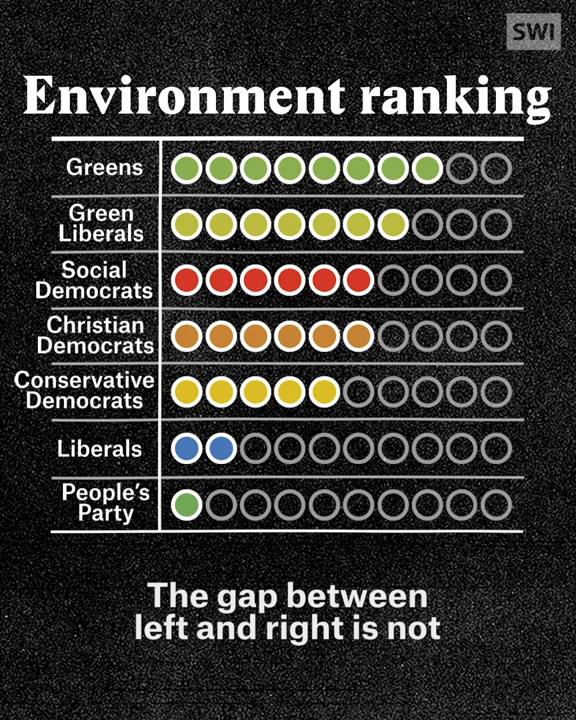 SWI
Environment ranking
Greens
Green
Liberals
Social
Democrats
Christian
Democrats
Conservative
Democrats
Liberals
People's
Party
The gap between
left and right is not